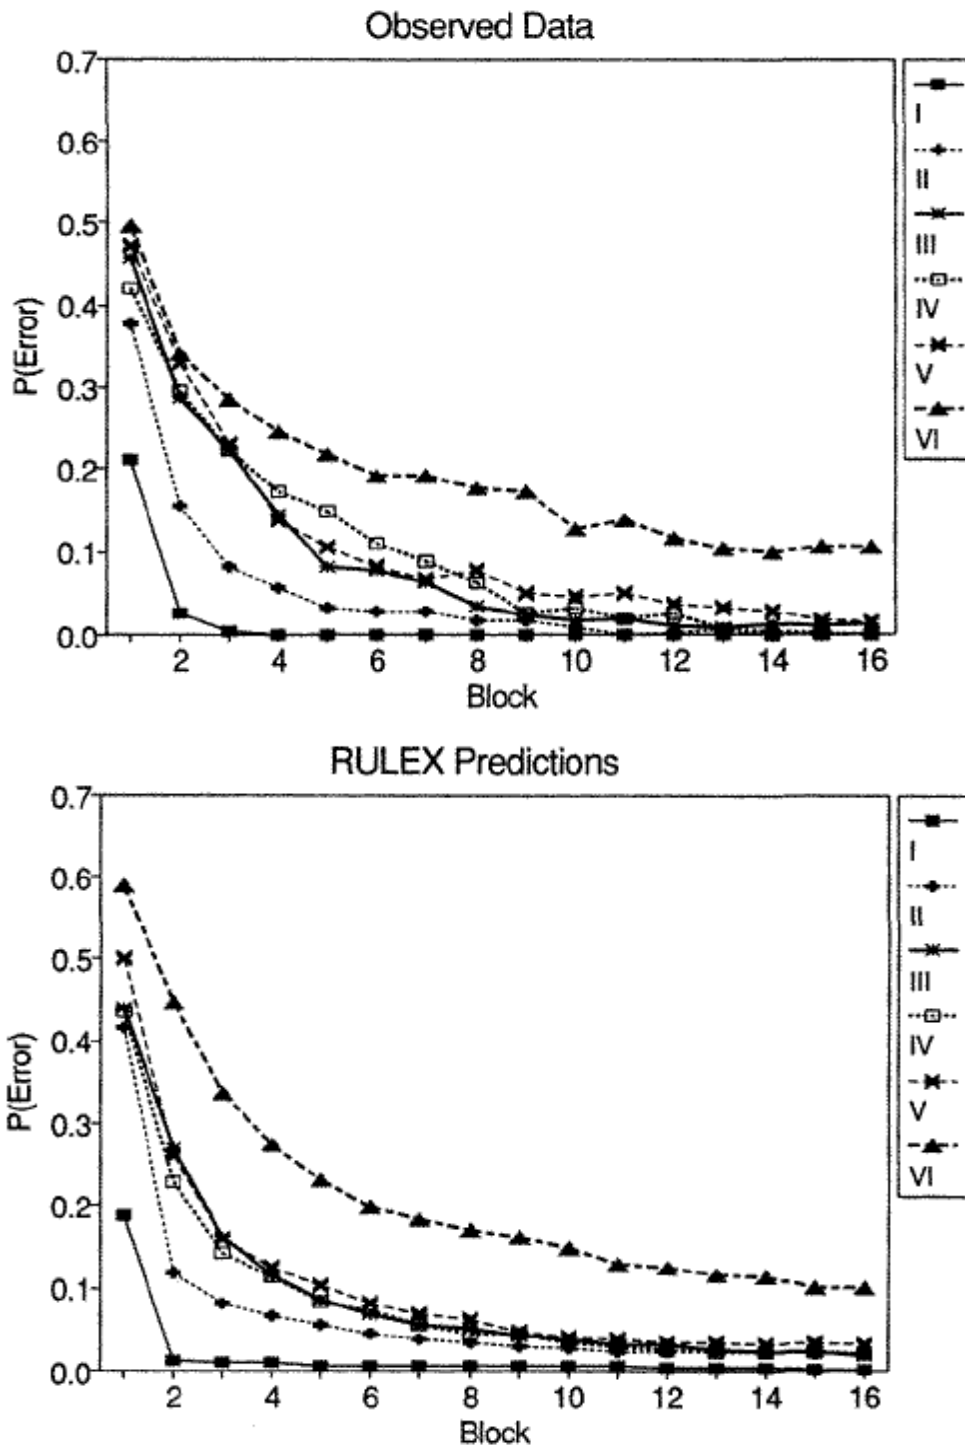 Observed Data
0.7
0.6
0.5
0.4
0.3
0.2
0.1
0.0
P(Error)
2 4 6 8 10 12 14 16
Block
I
II
III
IV
V
VI
RULEX Predictions
0.7
0.6
0.5
0.4
0.3
0.2
0.1
0.0
P(Error)
2 4 6 8 10 12 14 16
Block
I
II
III
IV
V
VI